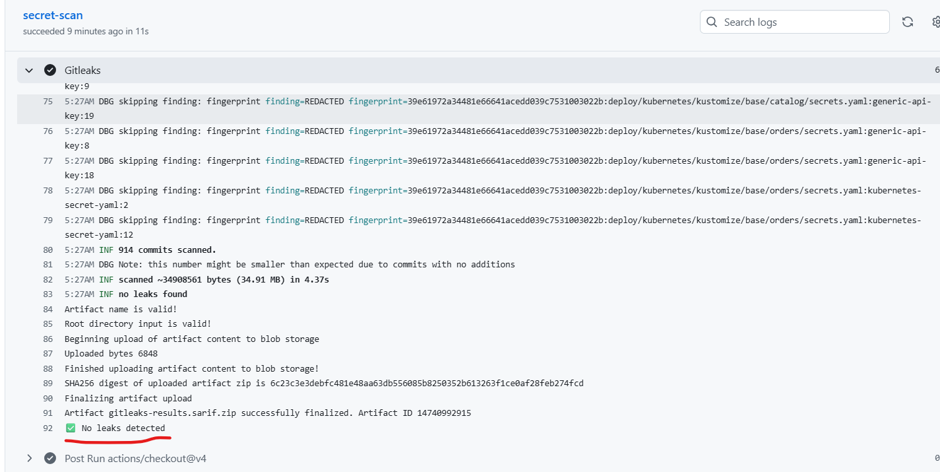 secret-scan
succeeded 9 minutes ago in 11s
Search logs
Gitleaks
6
key:9
75 5:27AM DBG skipping finding: fingerprint finding=REDACTED fingerprint=39e61972a34481e66641acedd039c7531003022b:deploy/kubernetes/kustomize/base/catalog/secrets.yaml:generic-api-
key:19
76 5:27AM DBG skipping finding: fingerprint finding=REDACTED fingerprint=39e61972a34481e66641acedd039c7531003022b:deploy/kubernetes/kustomize/base/orders/secrets.yaml:generic-api-
key:8
77 5:27AM DBG skipping finding: fingerprint finding=REDACTED fingerprint=39e61972a34481e66641acedd039c7531003022b:deploy/kubernetes/kustomize/base/orders/secrets.yaml:generic-api-
key:18
78 5:27AM DBG skipping finding: fingerprint finding=REDACTED fingerprint=39e61972a34481e66641acedd039c7531003022b:deploy/kubernetes/kustomize/base/orders/secrets.yaml:kubernetes-
secret-yaml:2
79 5:27AM DBG skipping finding: fingerprint finding=REDACTED fingerprint=39e61972a34481e66641acedd039c7531003022b:deploy/kubernetes/kustomize/base/orders/secrets.yaml:kubernetes-
secret-yaml:12
80 5:27AM INF 914 commits scanned.
81 5:27AM DBG Note: this number might be smaller than expected due to commits with no additions
82 5:27AM INF scanned ~34908561 bytes (34.91 MB) in 4.37s
83 5:27AM INF no leaks found
84 Artifact name is valid!
85 Root directory input is valid!
86 Beginning upload of artifact content to blob storage
87 Uploaded bytes 6848
88 Finished uploading artifact content to blob storage!
89 SHA256 digest of uploaded artifact zip is 6c23c3e3debfc481e48aa63db556085b8250352b613263f1ce0af28feb274fcd
90 Finalizing artifact upload
91 Artifact gitleaks-results.sarif.zip successfully finalized. Artifact ID 14740992915
92 ✅ No leaks detected
Post Run actions/checkout@v4
0